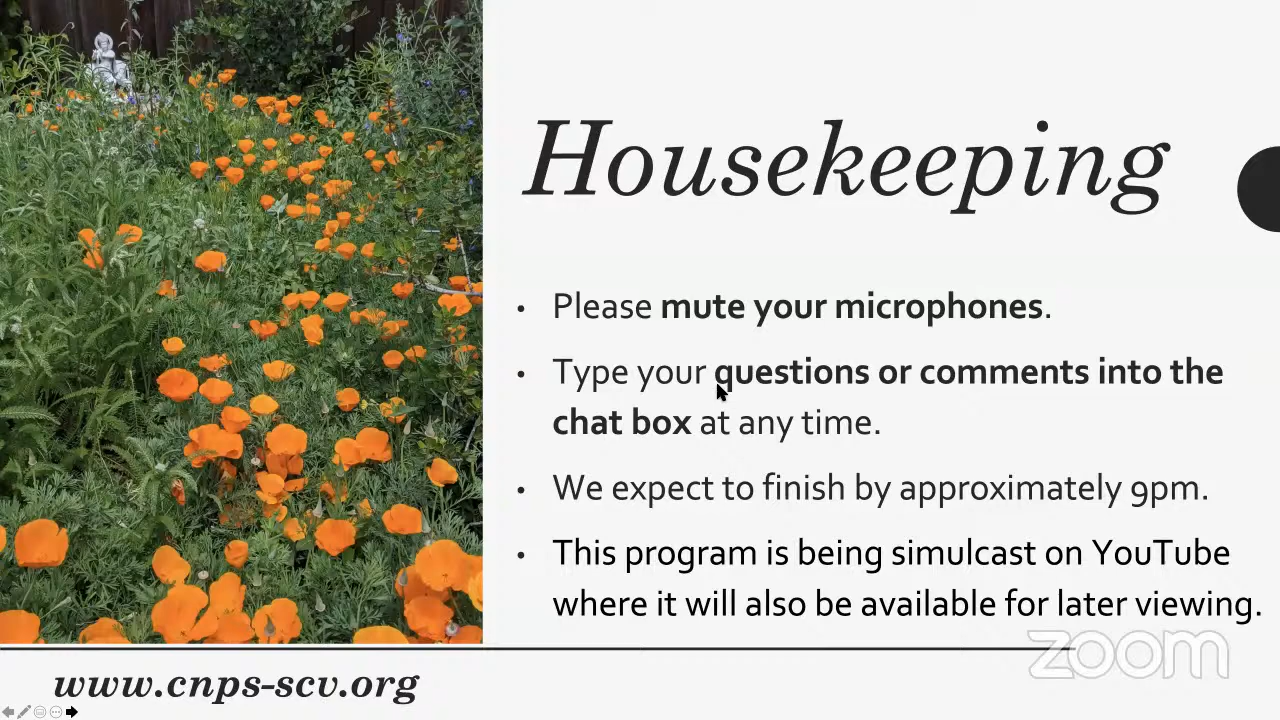 Housekeeping
• Please mute your microphones.
• Type your questions or comments into the
chat box at any time.
• We expect to finish by approximately 9pm.
• This program is being simulcast on YouTube
where it will also be available for later viewing.
zoom
www.cnps-scv.org